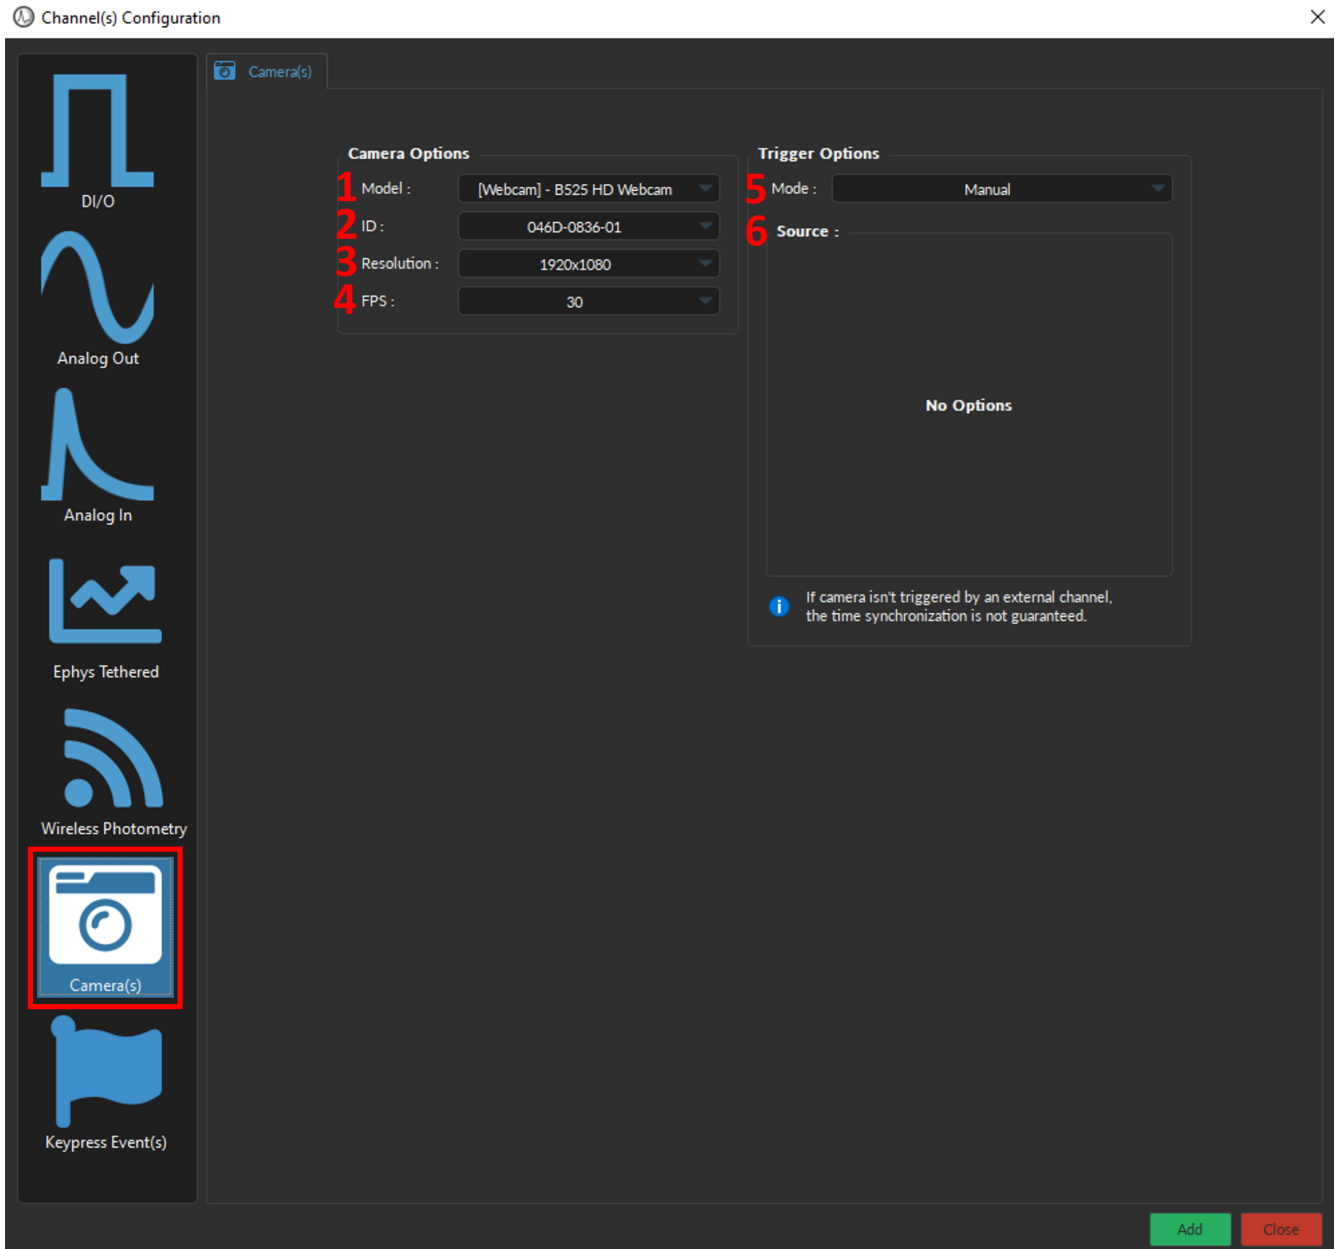 Channel(s) Configuration
DI/O
Analog Out
Analog In
Ephys Tethered
Wireless Photometry
Camera(s)
Keypress Event(s)
Camera(s)
Camera Options
1 Model : [Webcam] - B525 HD Webcam
2 ID : 046D-0836-01
3 Resolution : 1920x1080
4 FPS : 30
Trigger Options
5 Mode : Manual
6 Source :
No Options
If camera isn't triggered by an external channel,
the time synchronization is not guaranteed.
Add
Close